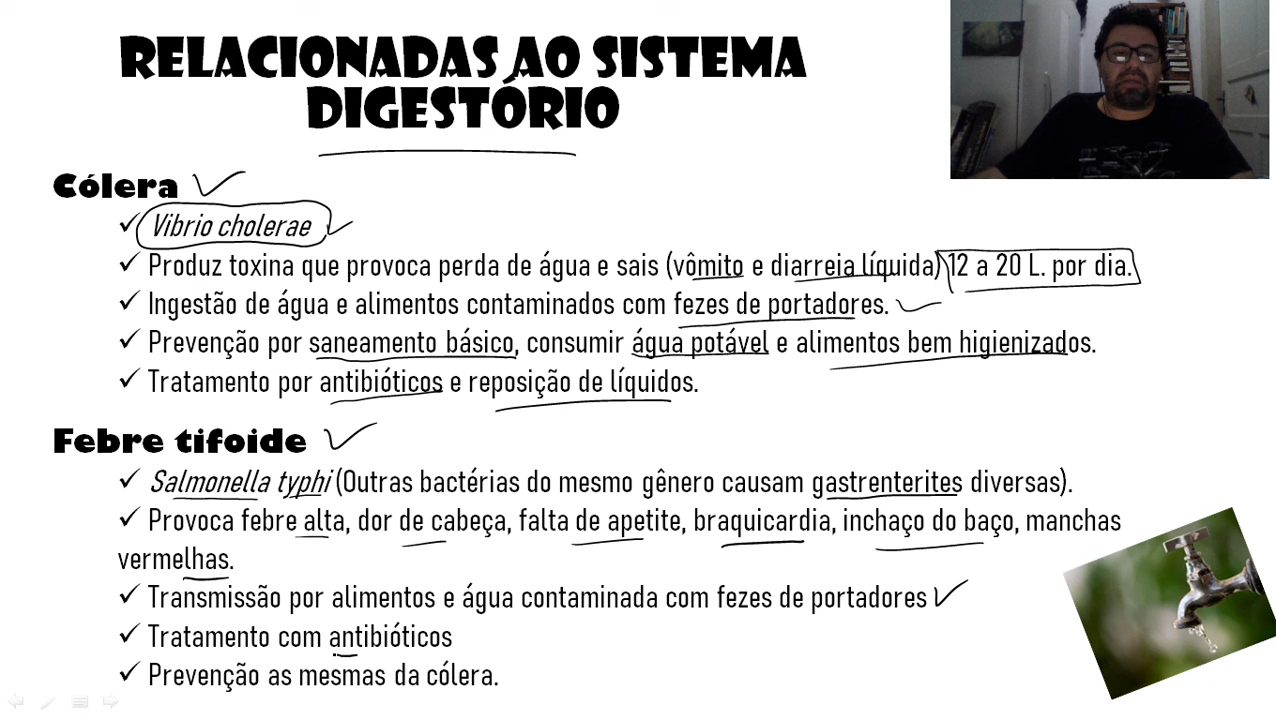 RELACIONADAS AO SISTEMA
DIGESTÓRIO
Cólera
✓ Vibrio cholerae
✓ Produz toxina que provoca perda de água e sais (vômito e diarreia líquida) 12 a 20 L. por dia.
✓ Ingestão de água e alimentos contaminados com fezes de portadores.
✓ Prevenção por saneamento básico, consumir água potável e alimentos bem higienizados.
✓ Tratamento por antibióticos e reposição de líquidos.
Febre tifoide
✓ Salmonella typhi (Outras bactérias do mesmo gênero causam gastrenterites diversas).
✓ Provoca febre alta, dor de cabeça, falta de apetite, braquicardia, inchaço do baço, manchas
vermelhas.
✓ Transmissão por alimentos e água contaminada com fezes de portadores
✓ Tratamento com antibióticos
✓ Prevenção as mesmas da cólera.